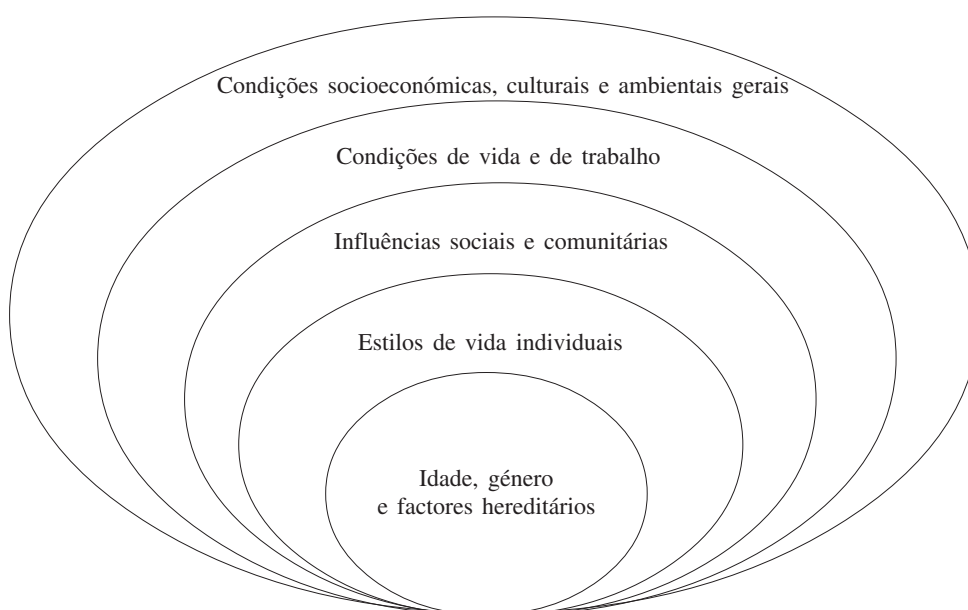 Condições socioeconómicas, culturais e ambientais gerais
Condições de vida e de trabalho
Influências sociais e comunitárias
Estilos de vida individuais
Idade, género
e factores hereditários